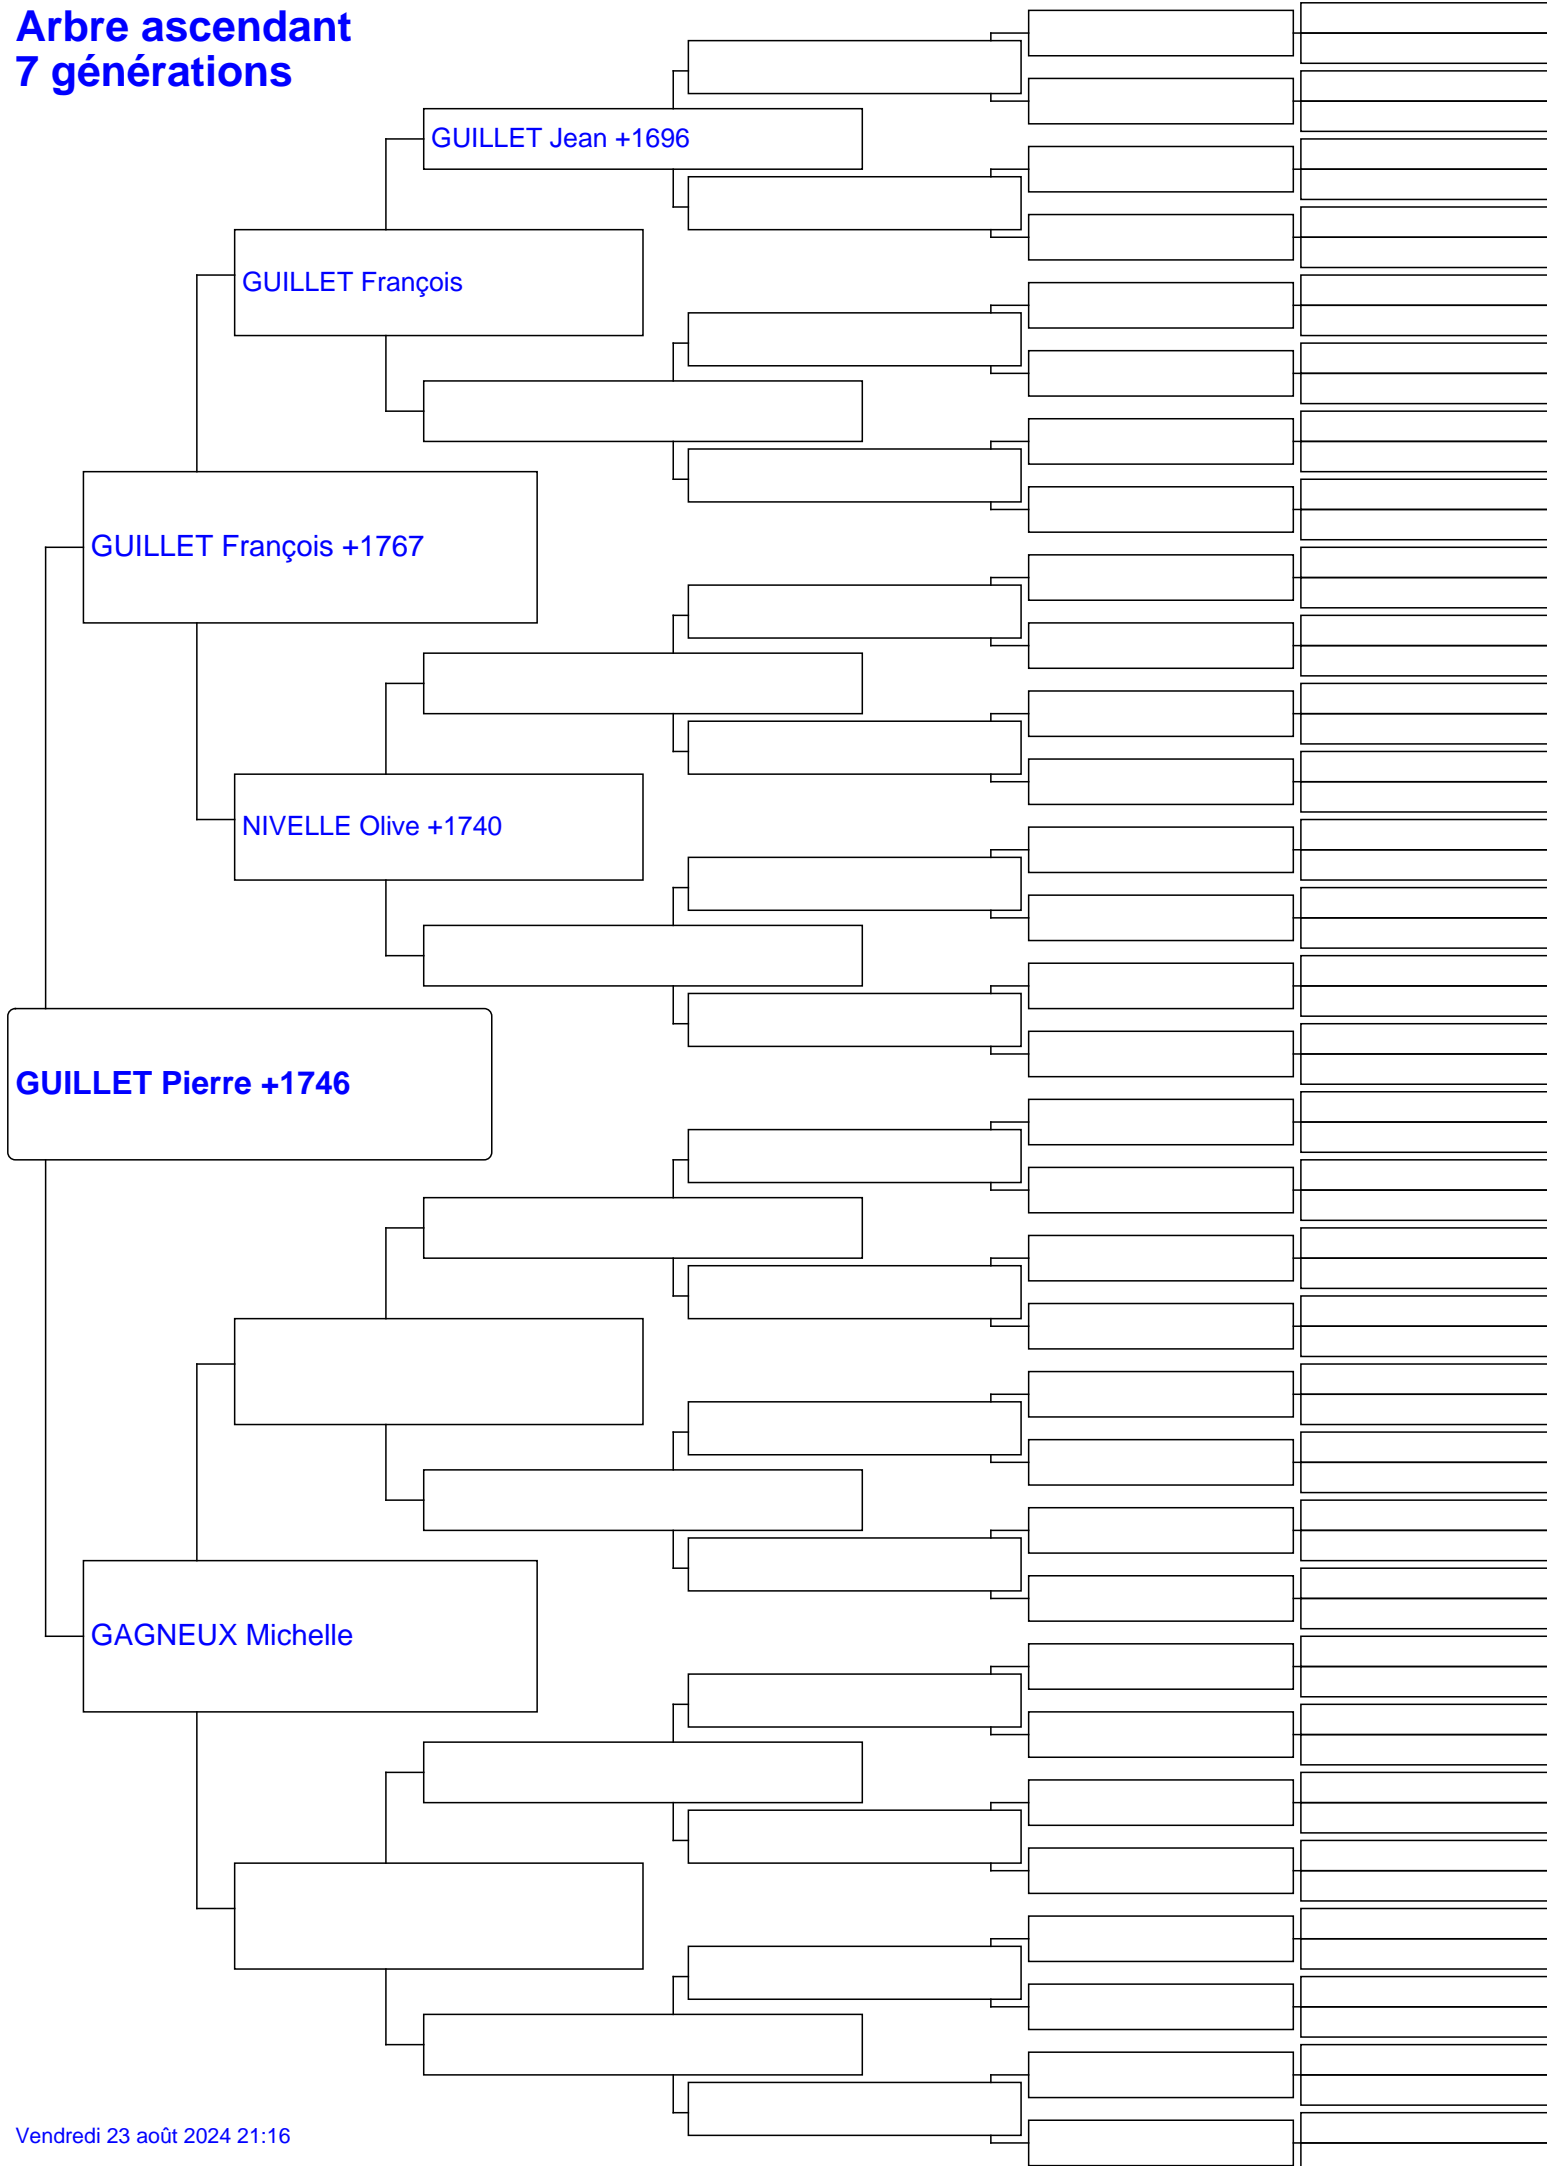 Arbre ascendant
7 générations
GUILLET Jean +1696
GUILLET François
GUILLET François +1767
NIVELLE Olive +1740
GUILLET Pierre +1746
GAGNEUX Michelle
Vendredi 23 août 2024 21:16